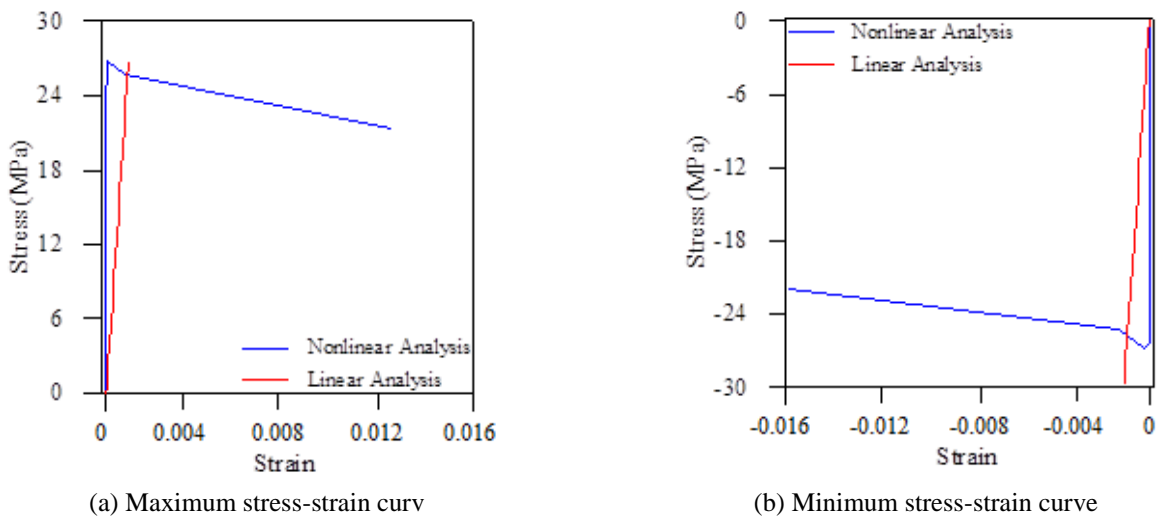 30
24
18
12
6
0
Stress (MPa)
Nonlinear Analysis
Linear Analysis
0 0.004 0.008 0.012 0.016
Strain
(a) Maximum stress-strain curv
0
-6
-12
-18
-24
-30
Stress (MPa)
Nonlinear Analysis
Linear Analysis
-0.016 -0.012 -0.008 -0.004 0
Strain
(b) Minimum stress-strain curve